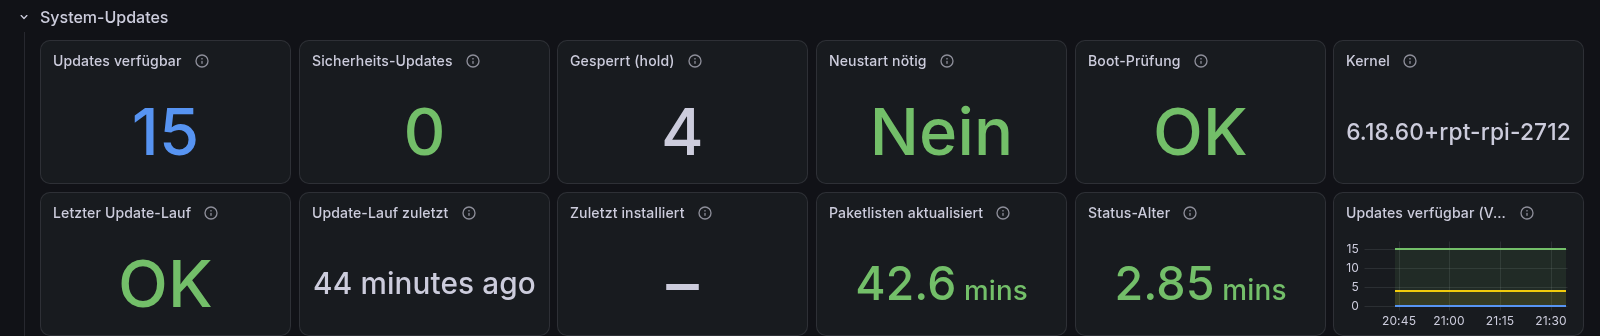 System-Updates
Updates verfügbar
Sicherheits-Updates
Gesperrt (hold)
Neustart nötig
Boot-Prüfung
Kernel
15
0
4
Nein
OK
6.18.60+rpt-rpi-2712
Letzter Update-Lauf
Update-Lauf zuletzt
Zuletzt installiert
Paketlisten aktualisiert
Status-Alter
Updates verfügbar (V...
OK
44 minutes ago
–
42.6 mins
2.85 mins
15
10
5
0
20:45 21:00 21:15 21:30